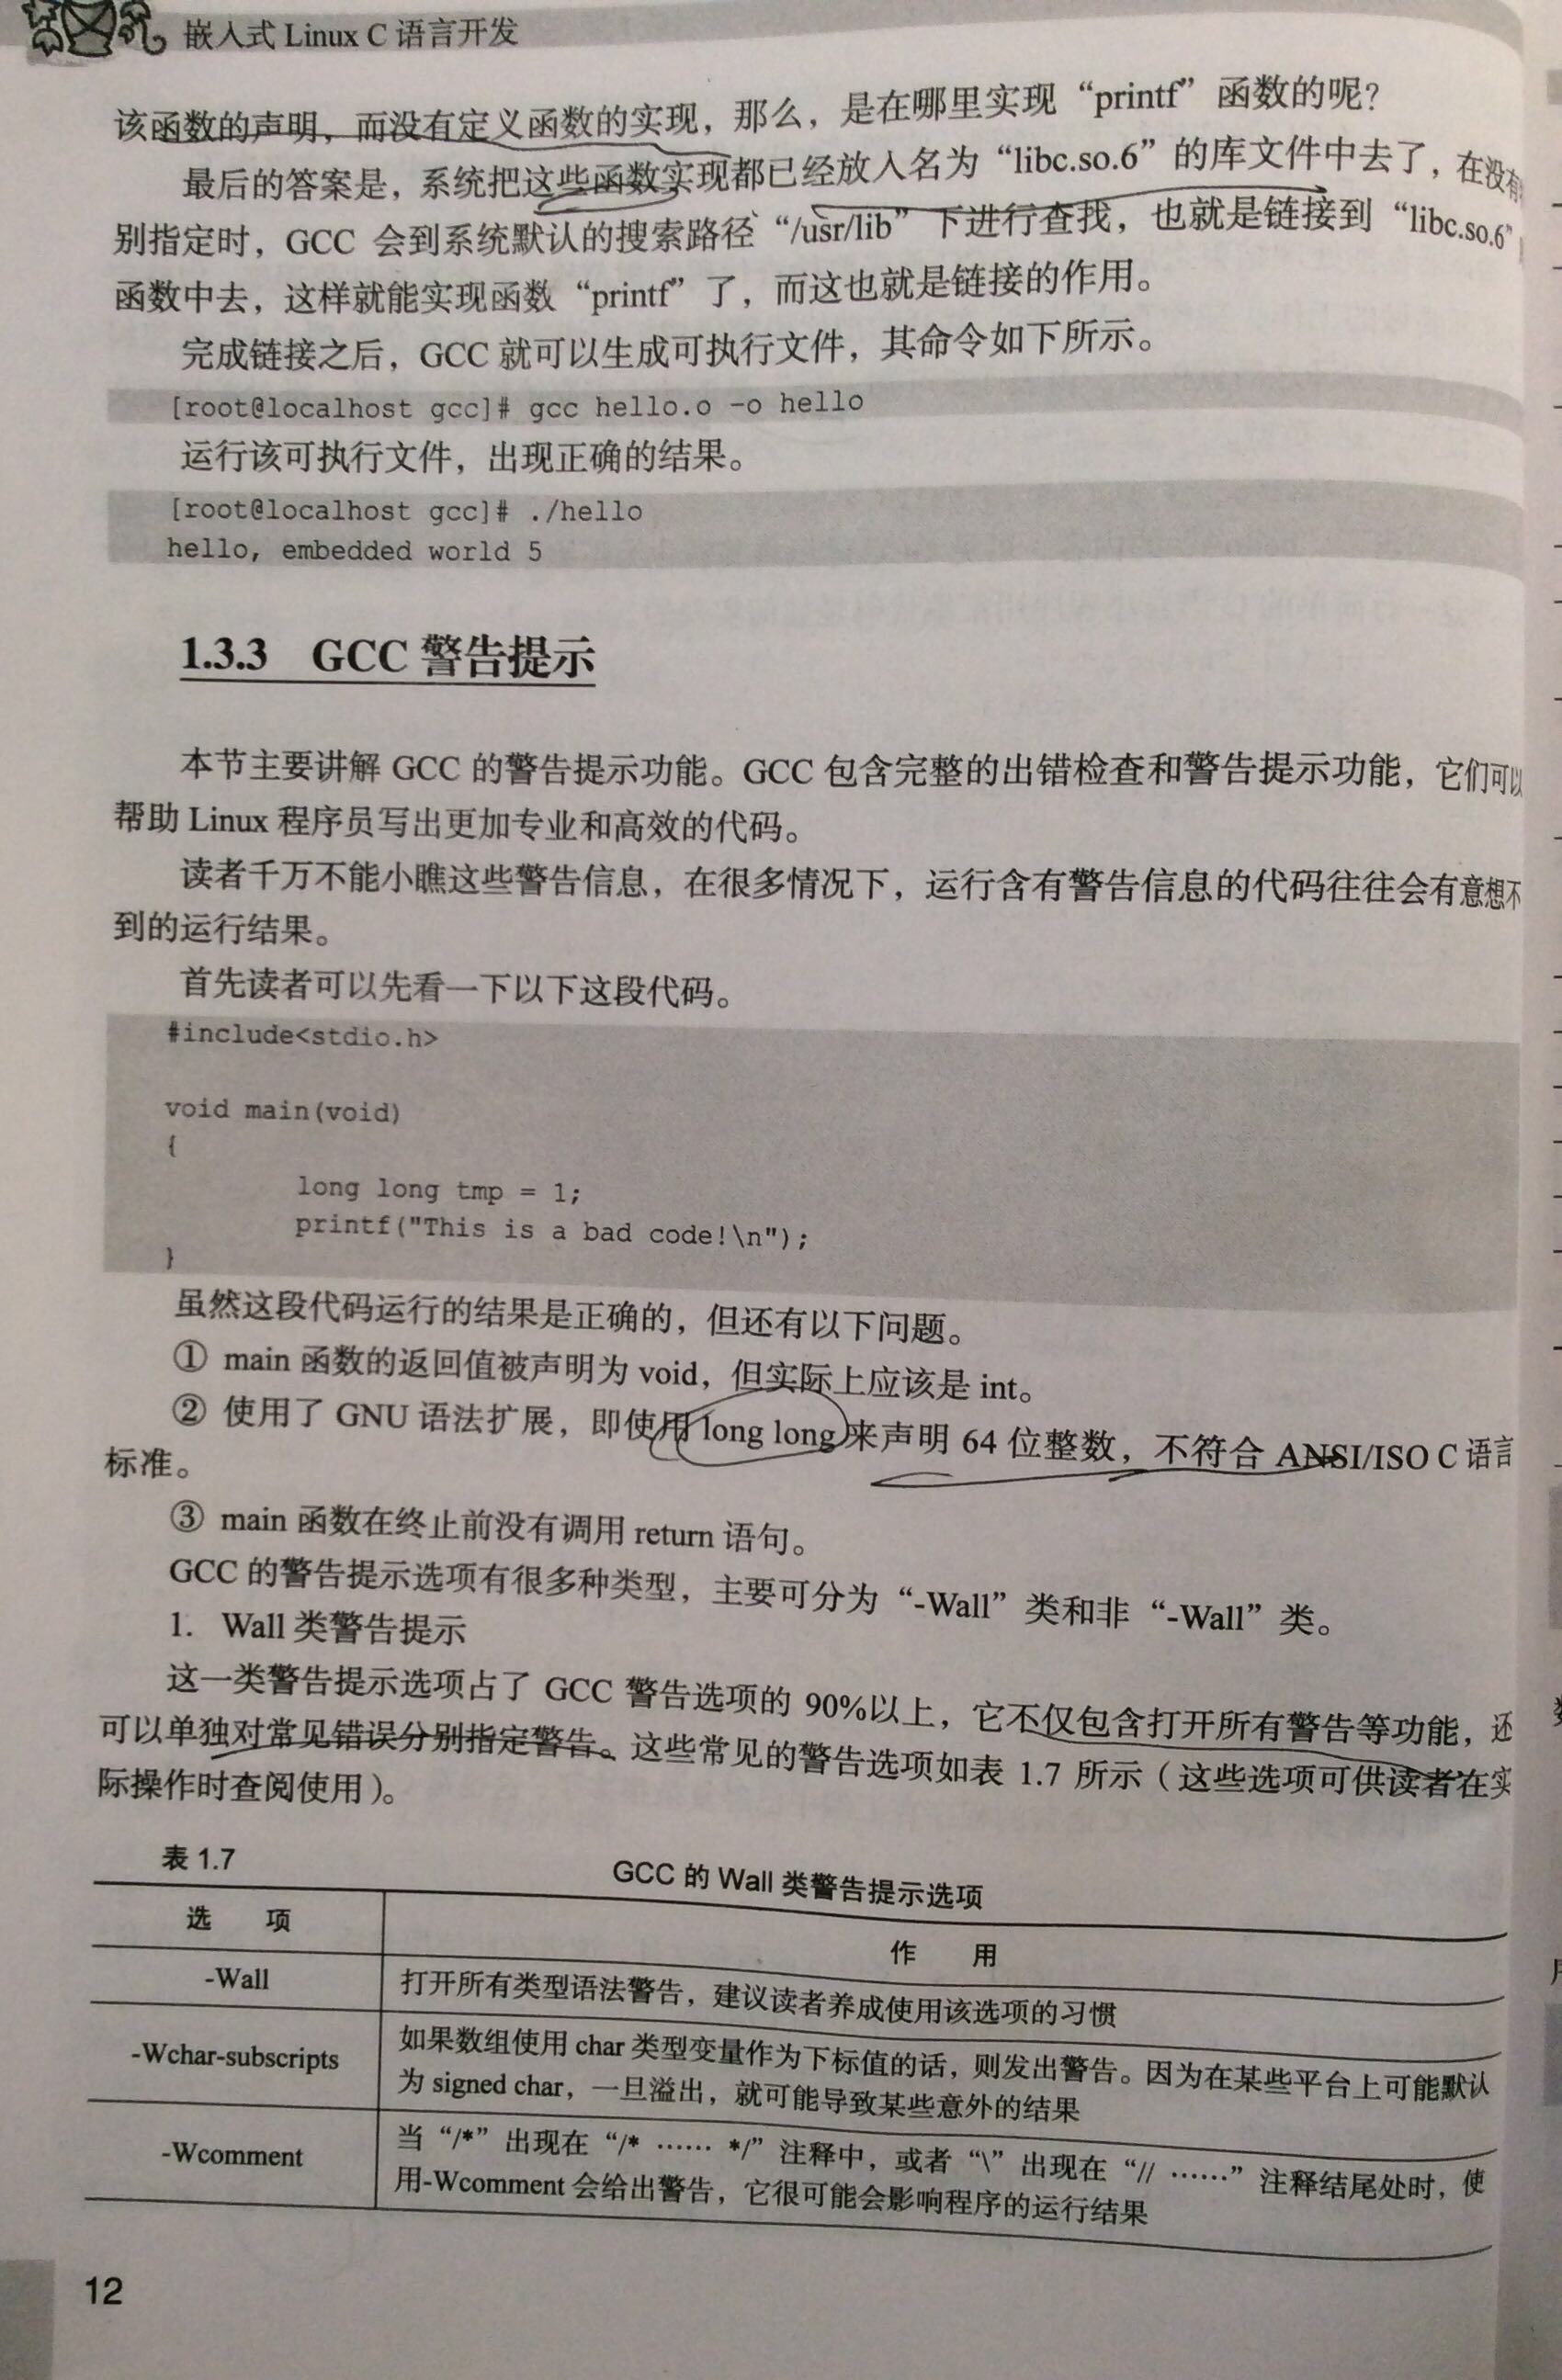 嵌入式 Linux C 语言开发
该函数的声明，而没有定义函数的实现，那么，是在哪里实现“printf”函数的呢？
最后的答案是，系统把这些函数实现都已经放入名为“libc.so.6”的库文件中去了，在没有
别指定时，GCC 会到系统默认的搜索路径“/usr/lib”下进行查找，也就是链接到“libc.so.6”
函数中去，这样就能实现函数“printf”了，而这也就是链接的作用。
完成链接之后，GCC 就可以生成可执行文件，其命令如下所示。
[root@localhost gcc]# gcc hello.o -o hello
运行该可执行文件，出现正确的结果。
[root@localhost gcc]# ./hello
hello, embedded world 5
1.3.3 GCC 警告提示
本节主要讲解 GCC 的警告提示功能。GCC 包含完整的出错检查和警告提示功能，它们可以
帮助 Linux 程序员写出更加专业和高效的代码。
读者千万不能小瞧这些警告信息，在很多情况下，运行含有警告信息的代码往往会有意想不
到的运行结果。
首先读者可以先看一下以下这段代码。
#include<stdio.h>
void main(void)
{
long long tmp = 1;
printf("This is a bad code!\n");
}
虽然这段代码运行的结果是正确的，但还有以下问题。
① main 函数的返回值被声明为 void，但实际上应该是 int。
② 使用了 GNU 语法扩展，即使用 long long 来声明 64 位整数，不符合 ANSI/ISO C 语言
标准。
③ main 函数在终止前没有调用 return 语句。
GCC 的警告提示选项有很多种类型，主要可分为“-Wall”类和非“-Wall”类。
1. Wall 类警告提示
这一类警告提示选项占了 GCC 警告选项的 90%以上，它不仅包含打开所有警告等功能，还
可以单独对常见错误分别指定警告。这些常见的警告选项如表 1.7 所示（这些选项可供读者在实
际操作时查阅使用）。
表 1.7 GCC 的 Wall 类警告提示选项
选 项 作 用
-Wall 打开所有类型语法警告，建议读者养成使用该选项的习惯
-Wchar-subscripts 如果数组使用 char 类型变量作为下标值的话，则发出警告。因为在某些平台上可能默认
为 signed char，一旦溢出，就可能导致某些意外的结果
-Wcomment 当“/*”出现在“/* …… */”注释中，或者“\”出现在“// ……”注释结尾处时，使
用-Wcomment 会给出警告，它很可能会影响程序的运行结果
12